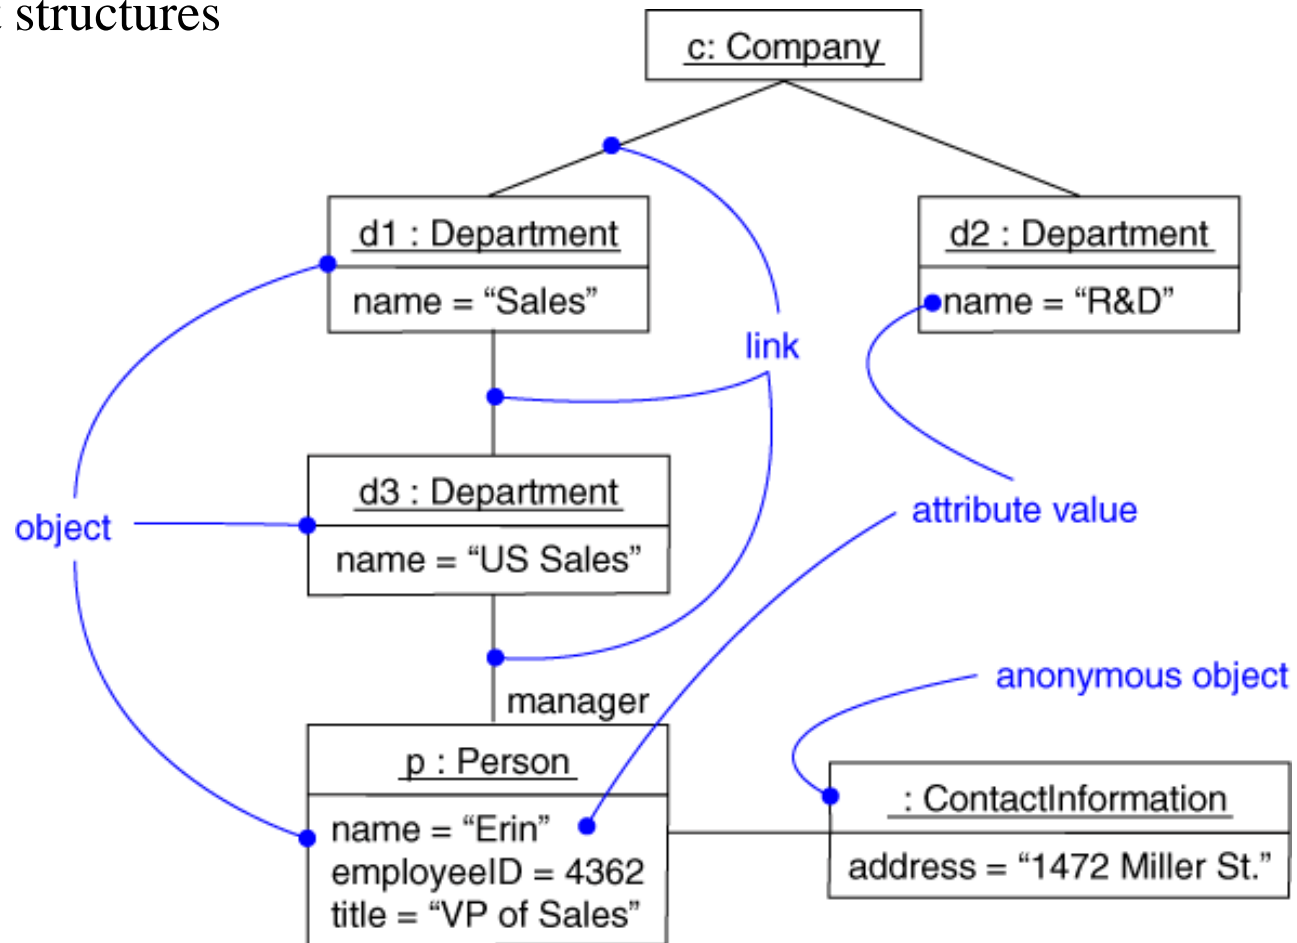 structures
c: Company
d1 : Department
name = “Sales”
d2 : Department
name = “R&D”
link
d3 : Department
name = “US Sales”
object
attribute value
manager
anonymous object
p : Person
name = “Erin”
employeeID = 4362
title = “VP of Sales”
: ContactInformation
address = “1472 Miller St.”